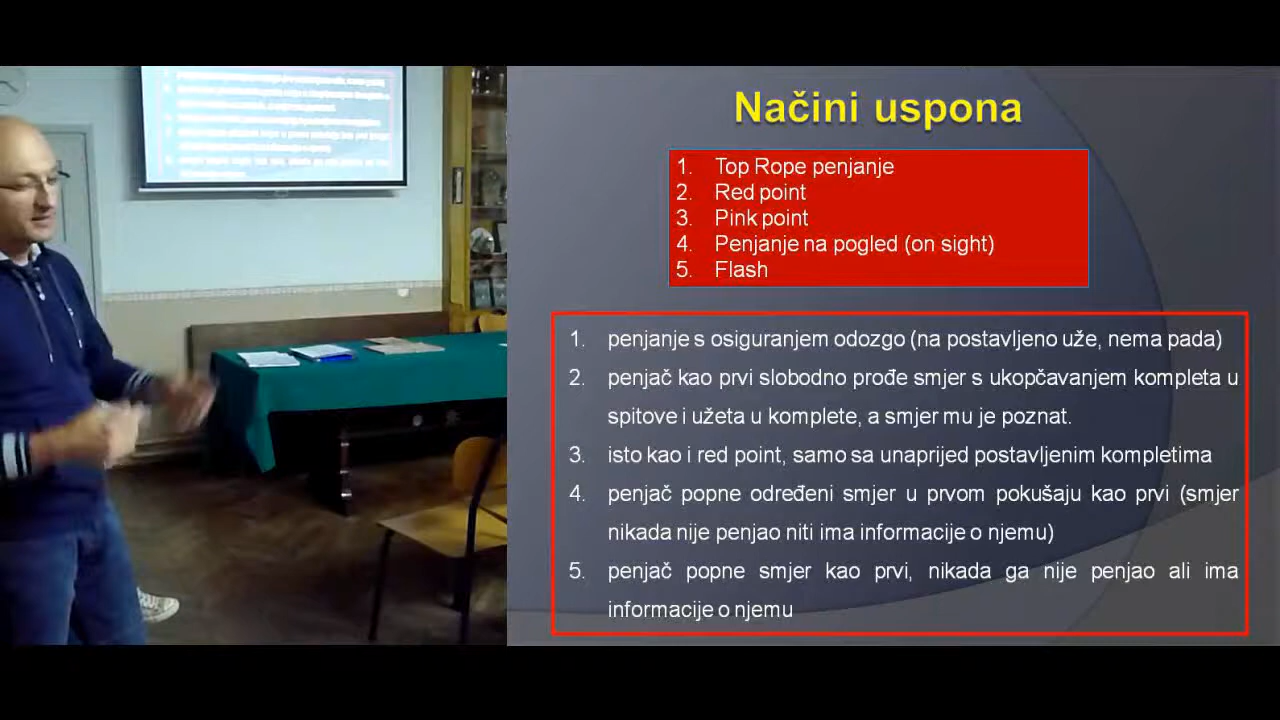 Načini uspona
1. Top Rope penjanje
2. Red point
3. Pink point
4. Penjanje na pogled (on sight)
5. Flash
1. penjanje s osiguranjem odozgo (na postavljeno uže, nema pada)
2. penjač kao prvi slobodno prođe smjer s ukopčavanjem kompleta u
spitove i užeta u komplete, a smjer mu je poznat.
3. isto kao i red point, samo sa unaprijed postavljenim kompletima
4. penjač popne određeni smjer u prvom pokušaju kao prvi (smjer
nikada nije penjao niti ima informacije o njemu)
5. penjač popne smjer kao prvi, nikada ga nije penjao ali ima
informacije o njemu